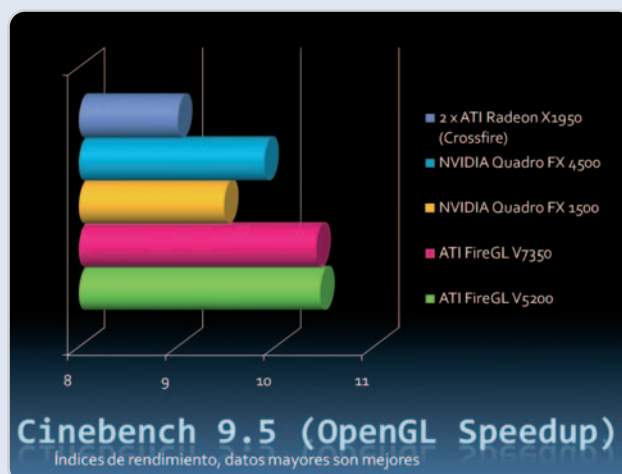 2 x ATI Radeon X1950
(Crossfire)
NVIDIA Quadro FX 4500
NVIDIA Quadro FX 1500
ATI FireGL V7350
ATI FireGL V5200
8 9 10 11
Cinebench 9.5 (OpenGL Speedup)
Índices de rendimiento, datos mayores son mejores